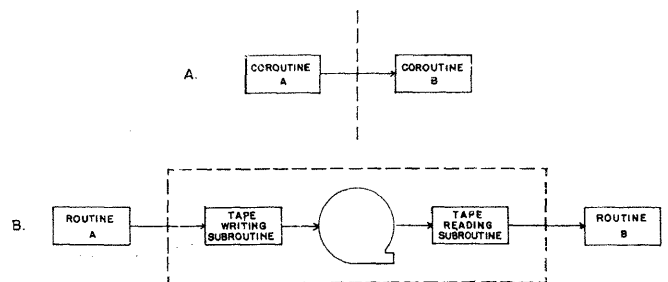 A.
COROUTINE
A
COROUTINE
B
B.
ROUTINE
A
TAPE
WRITING
SUBROUTINE
TAPE
READING
SUBROUTINE
ROUTINE
B